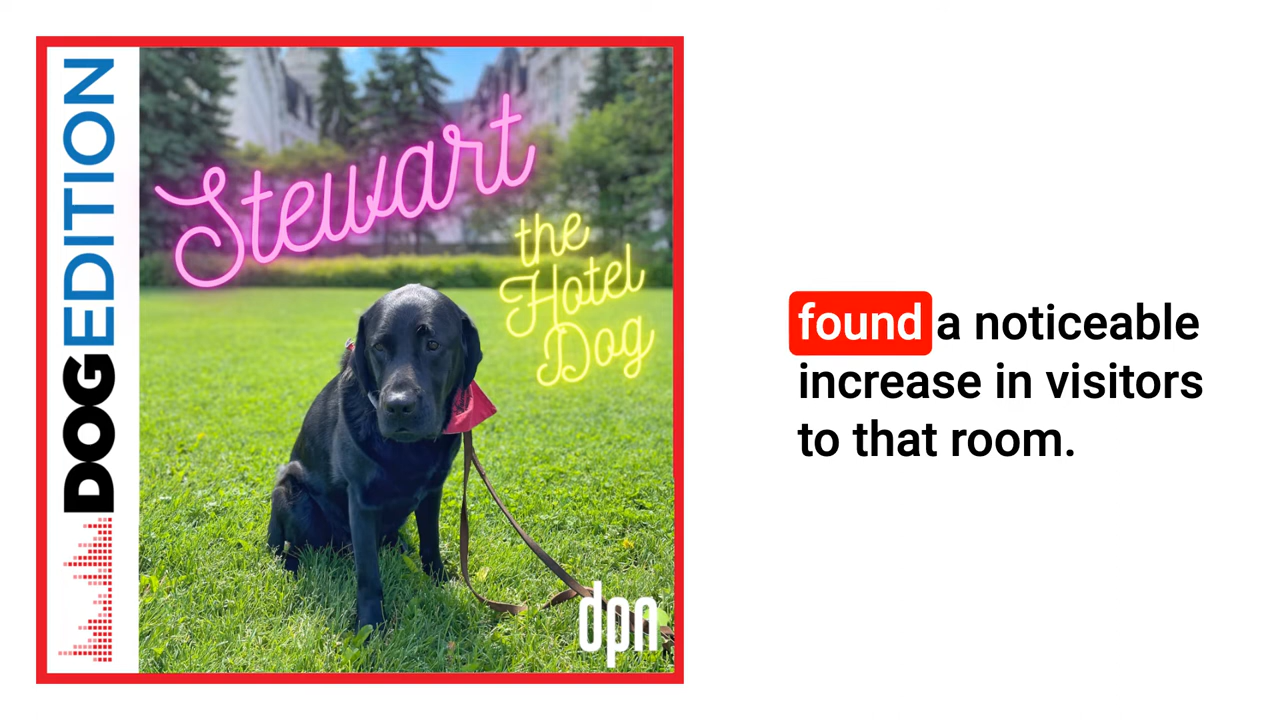 DOGEDITION
Stewart
the
Hotel
Dog
dpn
found a noticeable
increase in visitors
to that room.